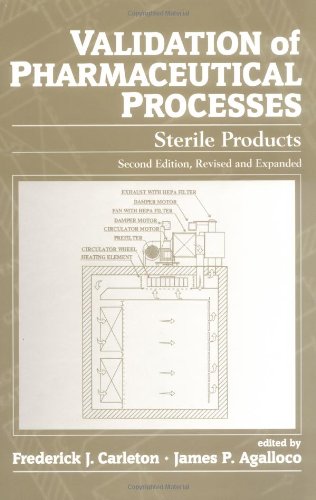 VALIDATION of
PHARMACEUTICAL
PROCESSES
Sterile Products
Second Edition, Revised and Expanded
EXHAUST WITH HEPA FILTER
DAMPER MOTOR
FAN WITH HEPA FILTER
DAMPER MOTOR
CIRCULATOR MOTOR
PREFILTER
CIRCULATOR WHEEL
HEATING ELEMENT
edited by
Frederick J. Carleton · James P. Agalloco